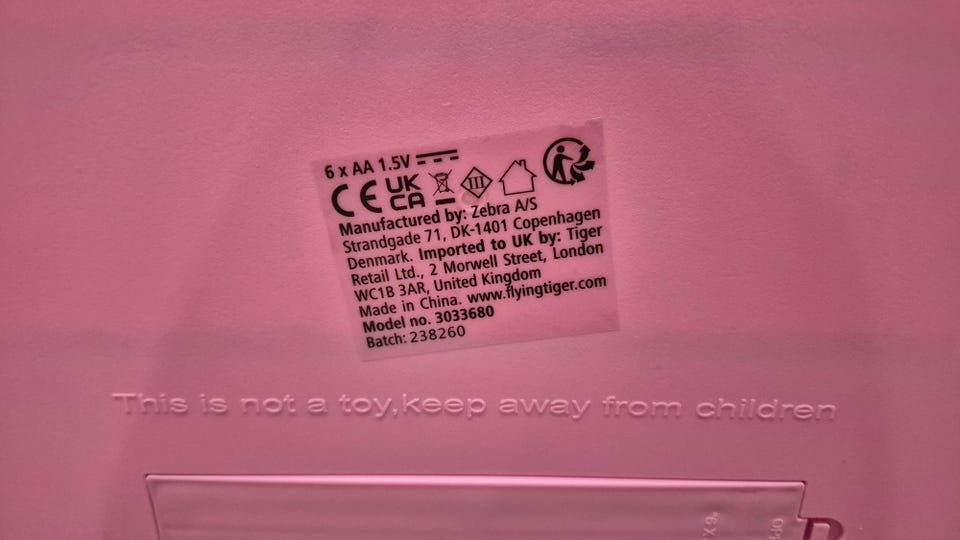 6 x AA 1.5V
CE UK CA III
Manufactured by: Zebra A/S
Strandgade 71, DK-1401 Copenhagen
Denmark. Imported to UK by: Tiger
Retail Ltd., 2 Morwell Street, London
WC1B 3AR, United Kingdom
Made in China. www.flyingtiger.com
Model no. 3033680
Batch: 238260
This is not a toy,keep away from children